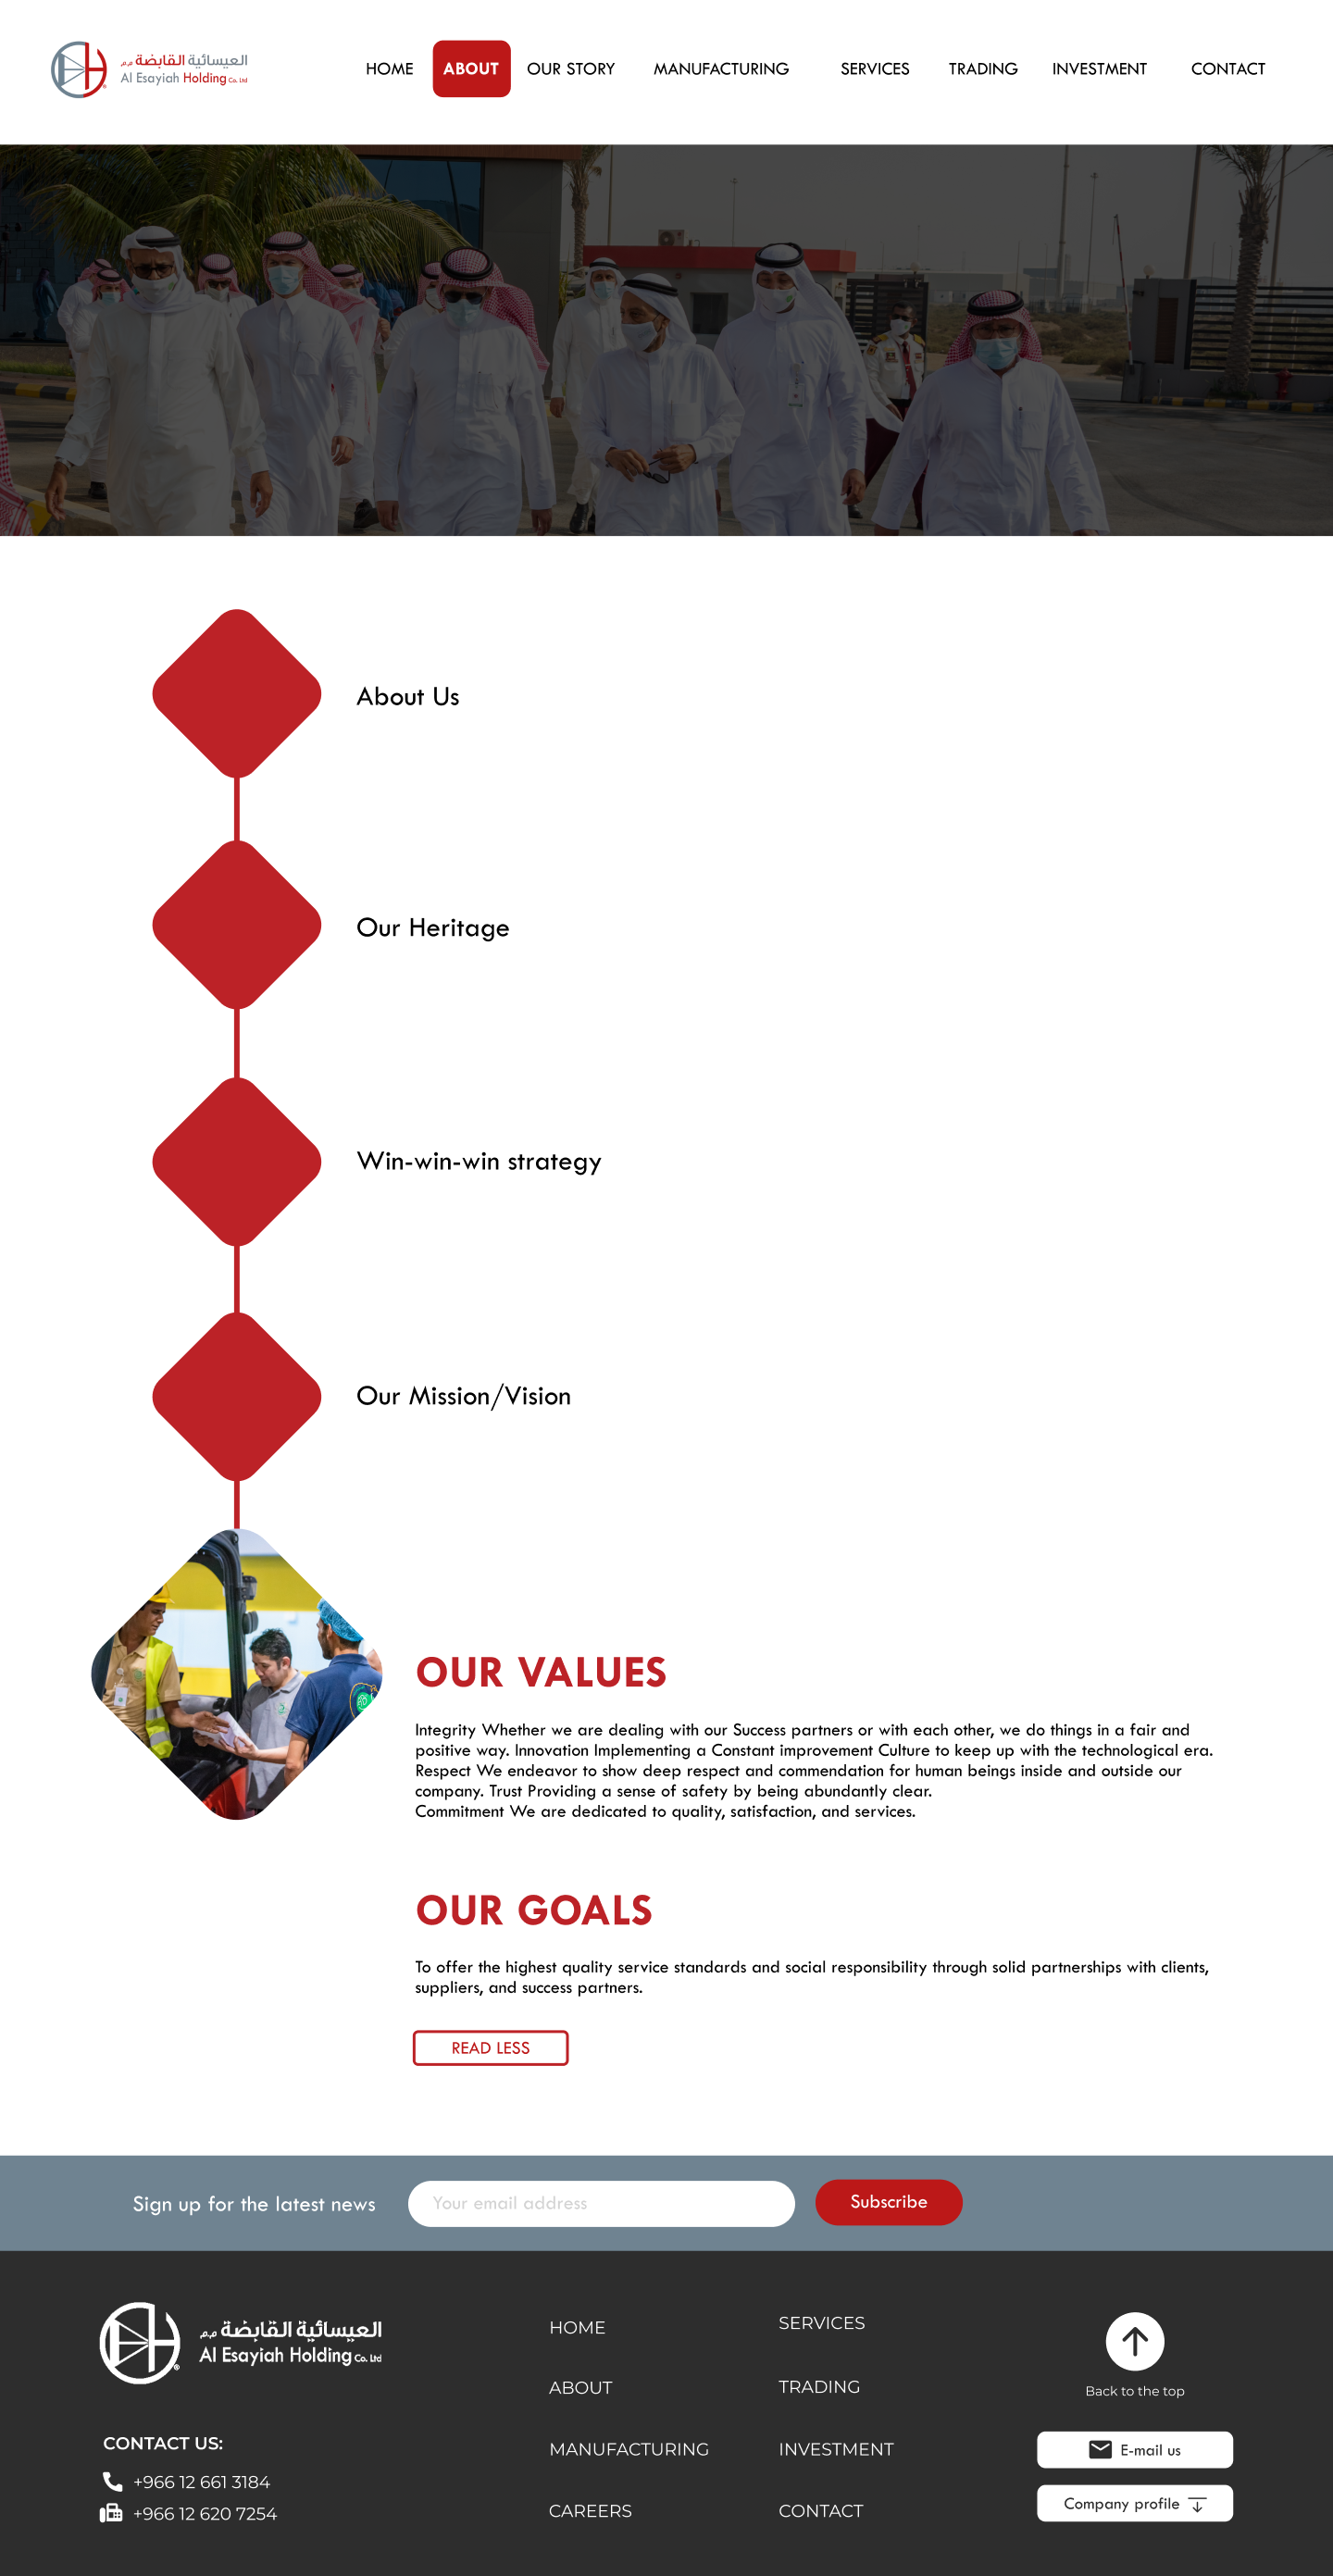 العيسائية القابضة م.م
Al Esayiah Holding Co. Ltd
HOME ABOUT OUR STORY MANUFACTURING SERVICES TRADING INVESTMENT CONTACT
About Us
Our Heritage
Win-win-win strategy
Our Mission/Vision
OUR VALUES
Integrity Whether we are dealing with our Success partners or with each other, we do things in a fair and
positive way. Innovation Implementing a Constant improvement Culture to keep up with the technological era.
Respect We endeavor to show deep respect and commendation for human beings inside and outside our
company. Trust Providing a sense of safety by being abundantly clear.
Commitment We are dedicated to quality, satisfaction, and services.
OUR GOALS
To offer the highest quality service standards and social responsibility through solid partnerships with clients,
suppliers, and success partners.
READ LESS
Sign up for the latest news
Your email address
Subscribe
العيسائية القابضة م.م
Al Esayiah Holding Co. Ltd
CONTACT US:
+966 12 661 3184
+966 12 620 7254
HOME
ABOUT
MANUFACTURING
CAREERS
SERVICES
TRADING
INVESTMENT
CONTACT
Back to the top
E-mail us
Company profile